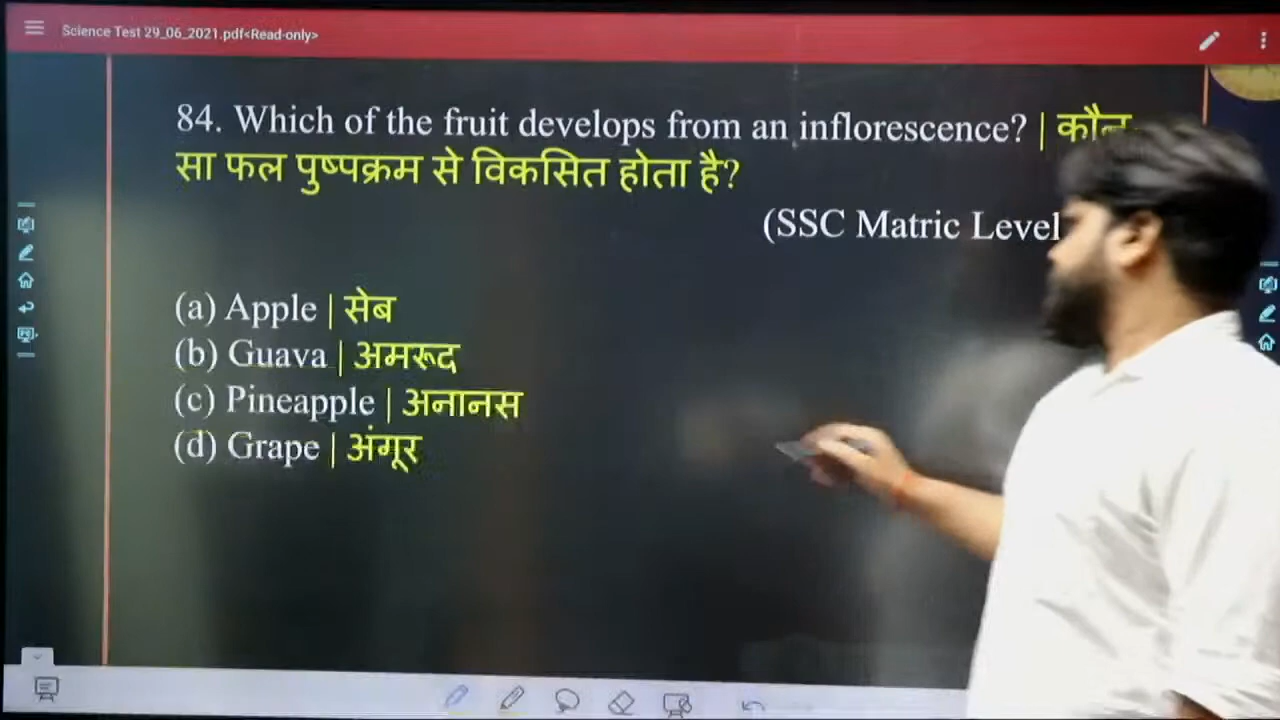 Science Test 29_06_2021.pdf<Read-only>
84. Which of the fruit develops from an inflorescence? | कौन
सा फल पुष्पक्रम से विकसित होता है?
(SSC Matric Level
(a) Apple | सेब
(b) Guava | अमरूद
(c) Pineapple | अनानस
(d) Grape | अंगूर